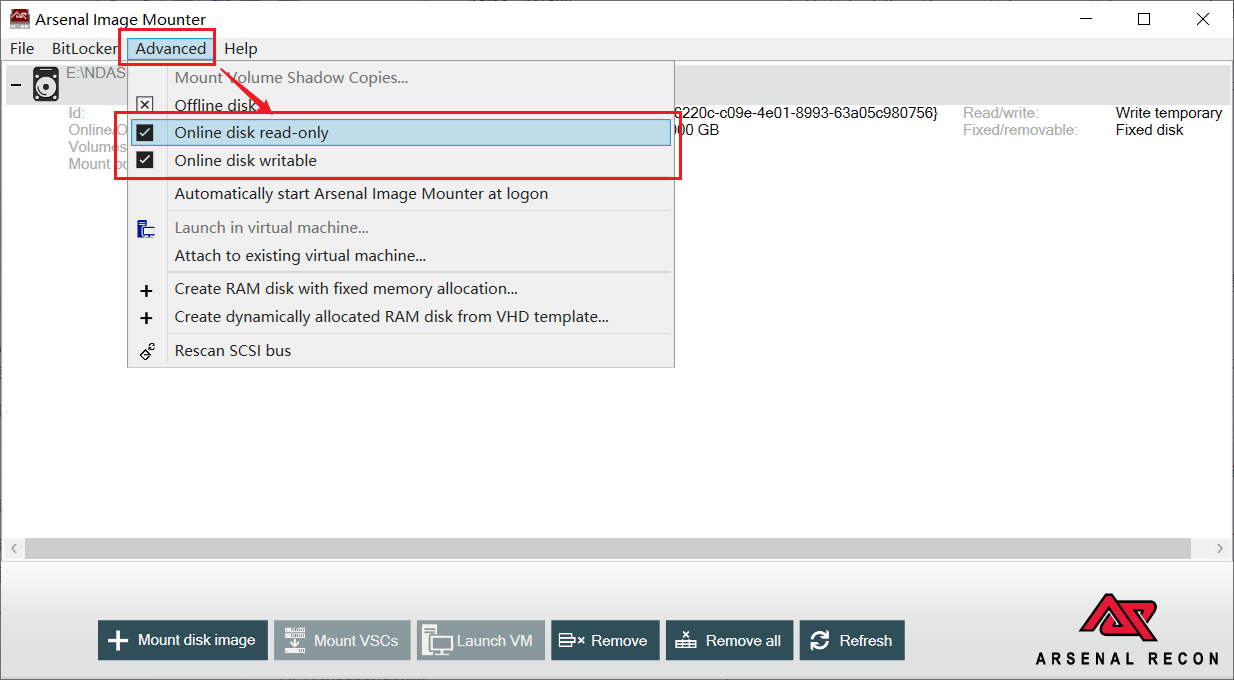 Arsenal Image Mounter
File BitLocker Advanced Help
E:\NDAS
Mount Volume Shadow Copies...
Offline disk
Online disk read-only
Online disk writable
Automatically start Arsenal Image Mounter at logon
Launch in virtual machine...
Attach to existing virtual machine...
Create RAM disk with fixed memory allocation...
Create dynamically allocated RAM disk from VHD template...
Rescan SCSI bus
Id:
6220c-c09e-4e01-8993-63a05c980756} Read/write: Write temporary
Online/O
00 GB Fixed/removable: Fixed disk
Volumes
Mount po
Mount disk image Mount VSCs Launch VM Remove Remove all Refresh
ARSENAL RECON